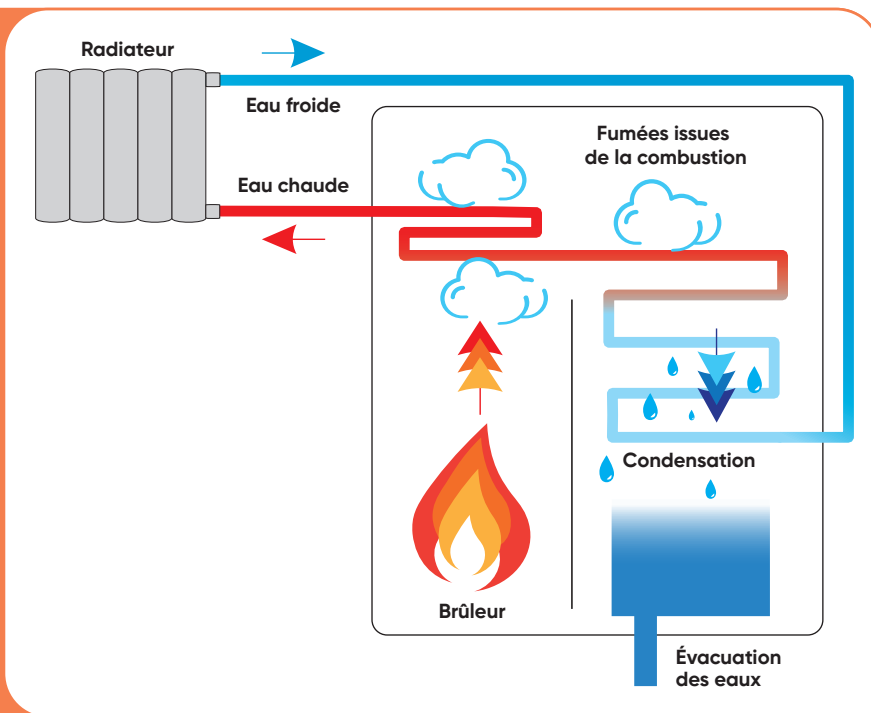 Radiateur
Eau froide
Fumées issues
de la combustion
Eau chaude
Condensation
Brûleur
Évacuation
des eaux